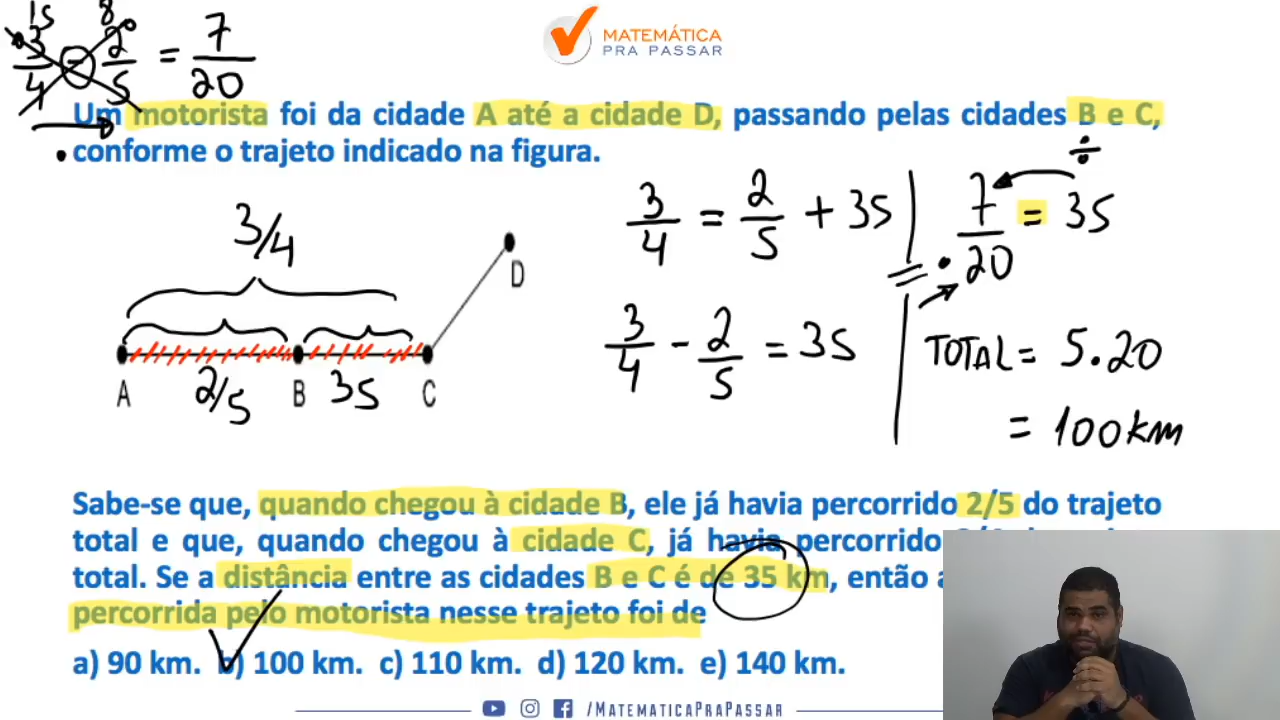 15 8
3/4 - 2/5 = 7/20
MATEMÁTICA
PRA PASSAR
Um motorista foi da cidade A até a cidade D, passando pelas cidades B e C,
conforme o trajeto indicado na figura.
÷
3/4
3/4 = 2/5 + 35
7/20 = 35
D
3/4 - 2/5 = 35
TOTAL = 5.20
= 100 km
A 2/5 B 35 C
Sabe-se que, quando chegou à cidade B, ele já havia percorrido 2/5 do trajeto
total e que, quando chegou à cidade C, já havia percorrido
total. Se a distância entre as cidades B e C é de 35 km, então a
percorrida pelo motorista nesse trajeto foi de
a) 90 km. b) 100 km. c) 110 km. d) 120 km. e) 140 km.
/MATEMATICAPRAPASSAR